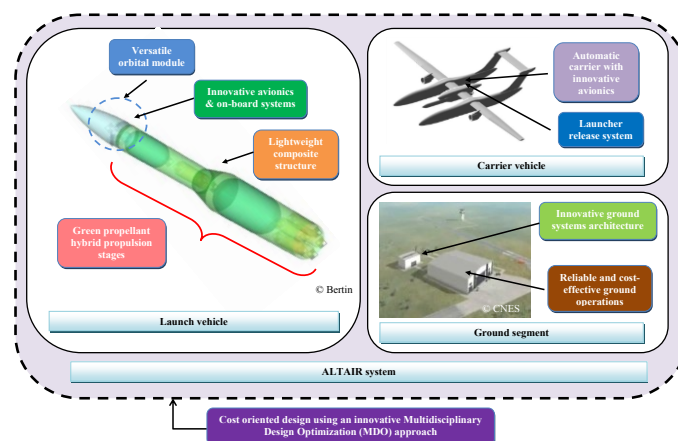 Versatile
orbital module
Innovative avionics
& on-board systems
Lightweight
composite
structure
Green propellant
hybrid propulsion
stages
© Bertin
Launch vehicle
Automatic
carrier with
innovative
avionics
Launcher
release system
Carrier vehicle
Innovative ground
systems architecture
Reliable and cost-
effective ground
operations
© CNES
Ground segment
ALTAIR system
Cost oriented design using an innovative Multidisciplinary
Design Optimization (MDO) approach